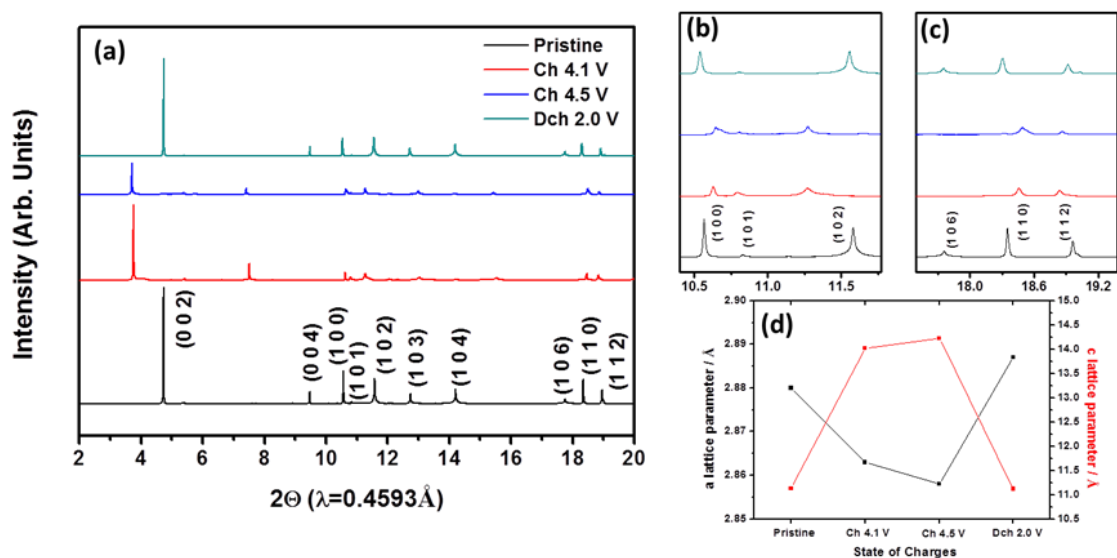 (a)
Pristine
Ch 4.1 V
Ch 4.5 V
Dch 2.0 V
Intensity (Arb. Units)
(0 0 2)
(0 0 4)
(1 0 0)
(1 0 1)
(1 0 2)
(1 0 3)
(1 0 4)
(1 0 6)
(1 1 0)
(1 1 2)
2 4 6 8 10 12 14 16 18 20
2Θ (λ=0.4593Å)
(b)
(1 0 0)
(1 0 1)
(1 0 2)
10.5 11.0 11.5
(c)
(1 0 6)
(1 1 0)
(1 1 2)
18.0 18.6 19.2
(d)
a lattice parameter / Å
2.90
2.89
2.88
2.87
2.86
2.85
15.0
14.5
14.0
13.5
13.0
12.5
12.0
11.5
11.0
10.5
c lattice parameter / Å
Pristine Ch 4.1 V Ch 4.5 V Dch 2.0 V
State of Charges